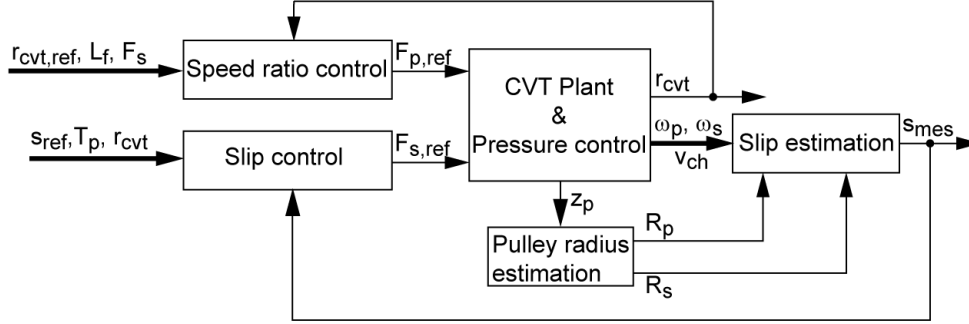 r_cvt,ref, L_f, F_s
Speed ratio control
F_p,ref
CVT Plant
&
Pressure control
r_cvt
s_ref,T_p, r_cvt
Slip control
F_s,ref
ω_p, ω_s
v_ch
Slip estimation
s_mes
z_p
Pulley radius
estimation
R_p
R_s